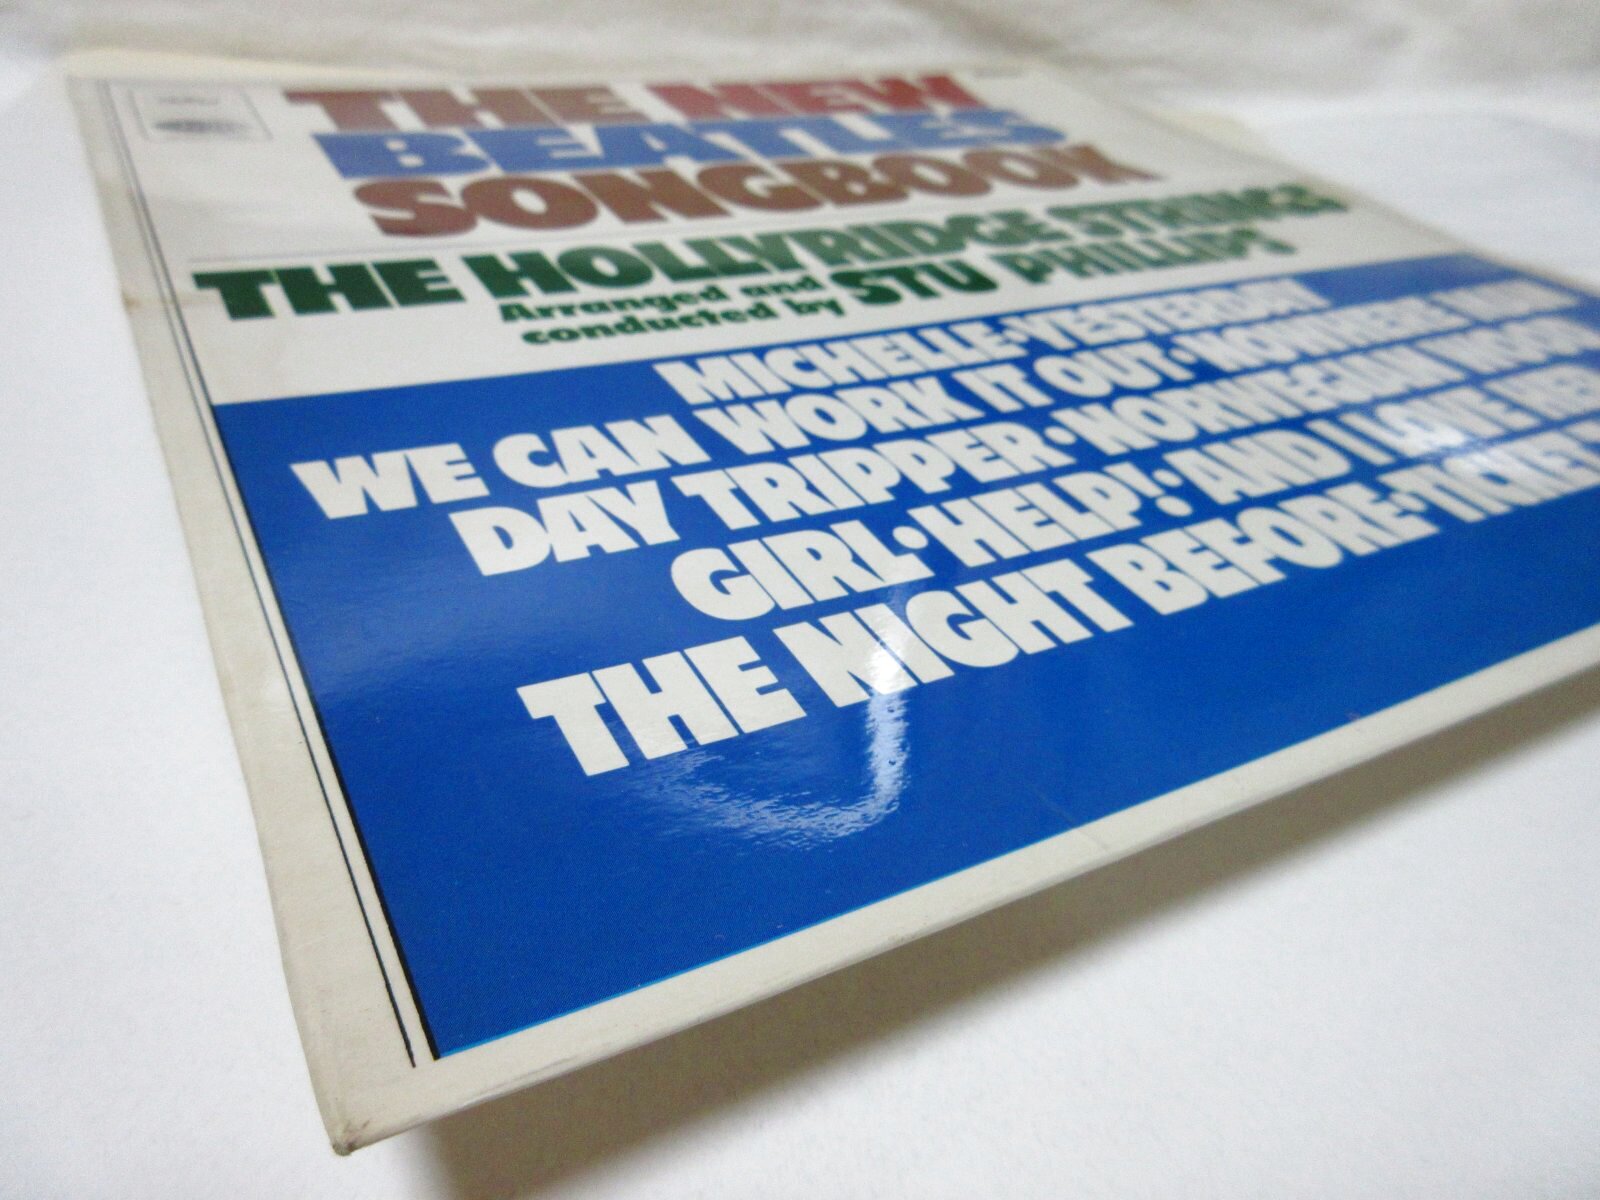 THE NEW
BEATLES
SONGBOOK
THE HOLLYRIDGE STRINGS
Arranged and
conducted by STU PHILLIPS
MICHELLE·YESTERDAY
WE CAN WORK IT OUT·NOWHERE MAN
DAY TRIPPER·NORWEGIAN WOOD
GIRL·HELP!·AND I LOVE HER
THE NIGHT BEFORE·TICKET